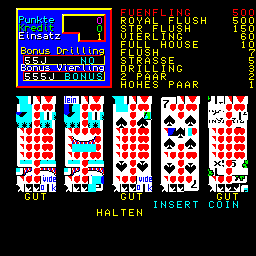 Punkte 0
Kredit 0
Einsatz 1
Bonus Drilling
55J NO
Bonus Vierling
555J BONUS
FUENFLING 500
ROYAL FLUSH 500
STR FLUSH 150
VIERLING 50
FULL HOUSE 10
FLUSH 7H
STRASSE 5
DRILLING 3
2 PAAR 2
HOHES PAAR 1
GUT GUT GUT
INSERT COIN
HALTEN